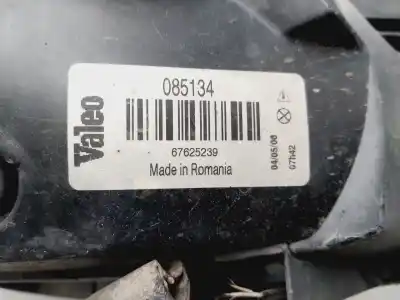 Valeo
085134
67625239
Made in Romania
04/05/06
07h42